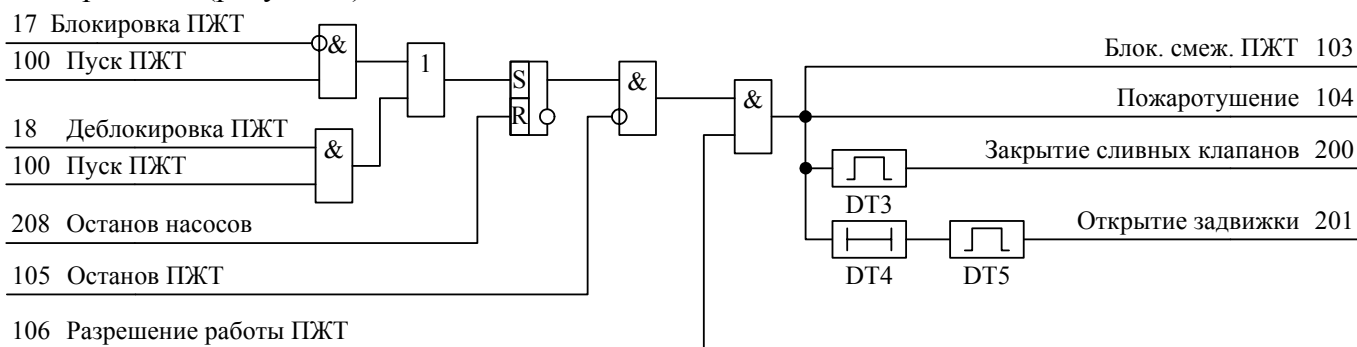 17 Блокировка ПЖТ
100 Пуск ПЖТ
&
1
18 Деблокировка ПЖТ
100 Пуск ПЖТ
&
S
R
&
&
208 Останов насосов
105 Останов ПЖТ
106 Разрешение работы ПЖТ
Блок. смеж. ПЖТ 103
Пожаротушение 104
Закрытие сливных клапанов 200
DT3
Открытие задвижки 201
DT4
DT5